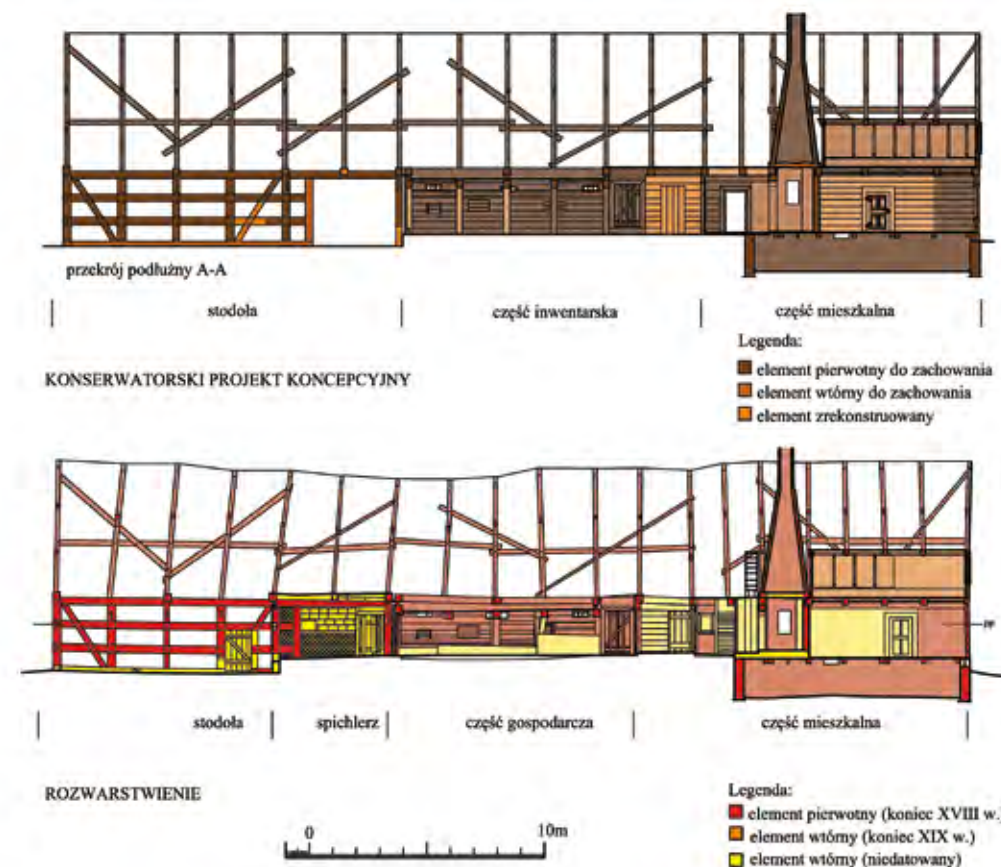 przekrój podłużny A-A
stodoła część inwentarska część mieszkalna
Legenda:
KONSERWATORSKI PROJEKT KONCEPCYJNY
element pierwotny do zachowania
element wtórny do zachowania
element zrekonstruowany
stodoła spichlerz część gospodarcza część mieszkalna
ROZWARSTWIENIE
0 10m
Legenda:
element pierwotny (koniec XVIII w.)
element wtórny (koniec XIX w.)
element wtórny (niedatowany)